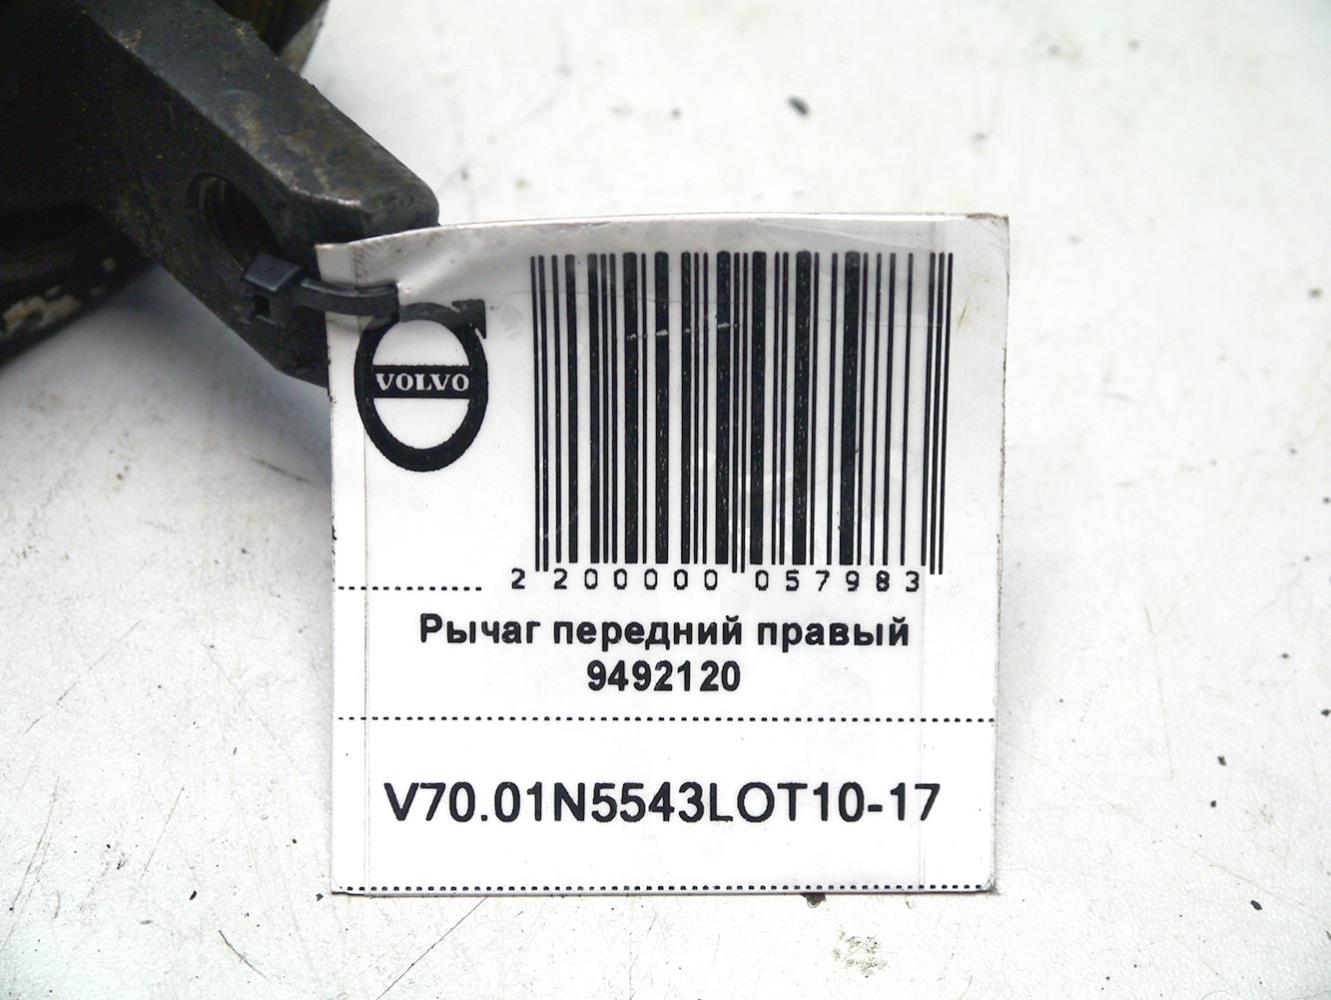 VOLVO
2 200000 057983
Рычаг передний правый
9492120
V70.01N5543LOT10-17